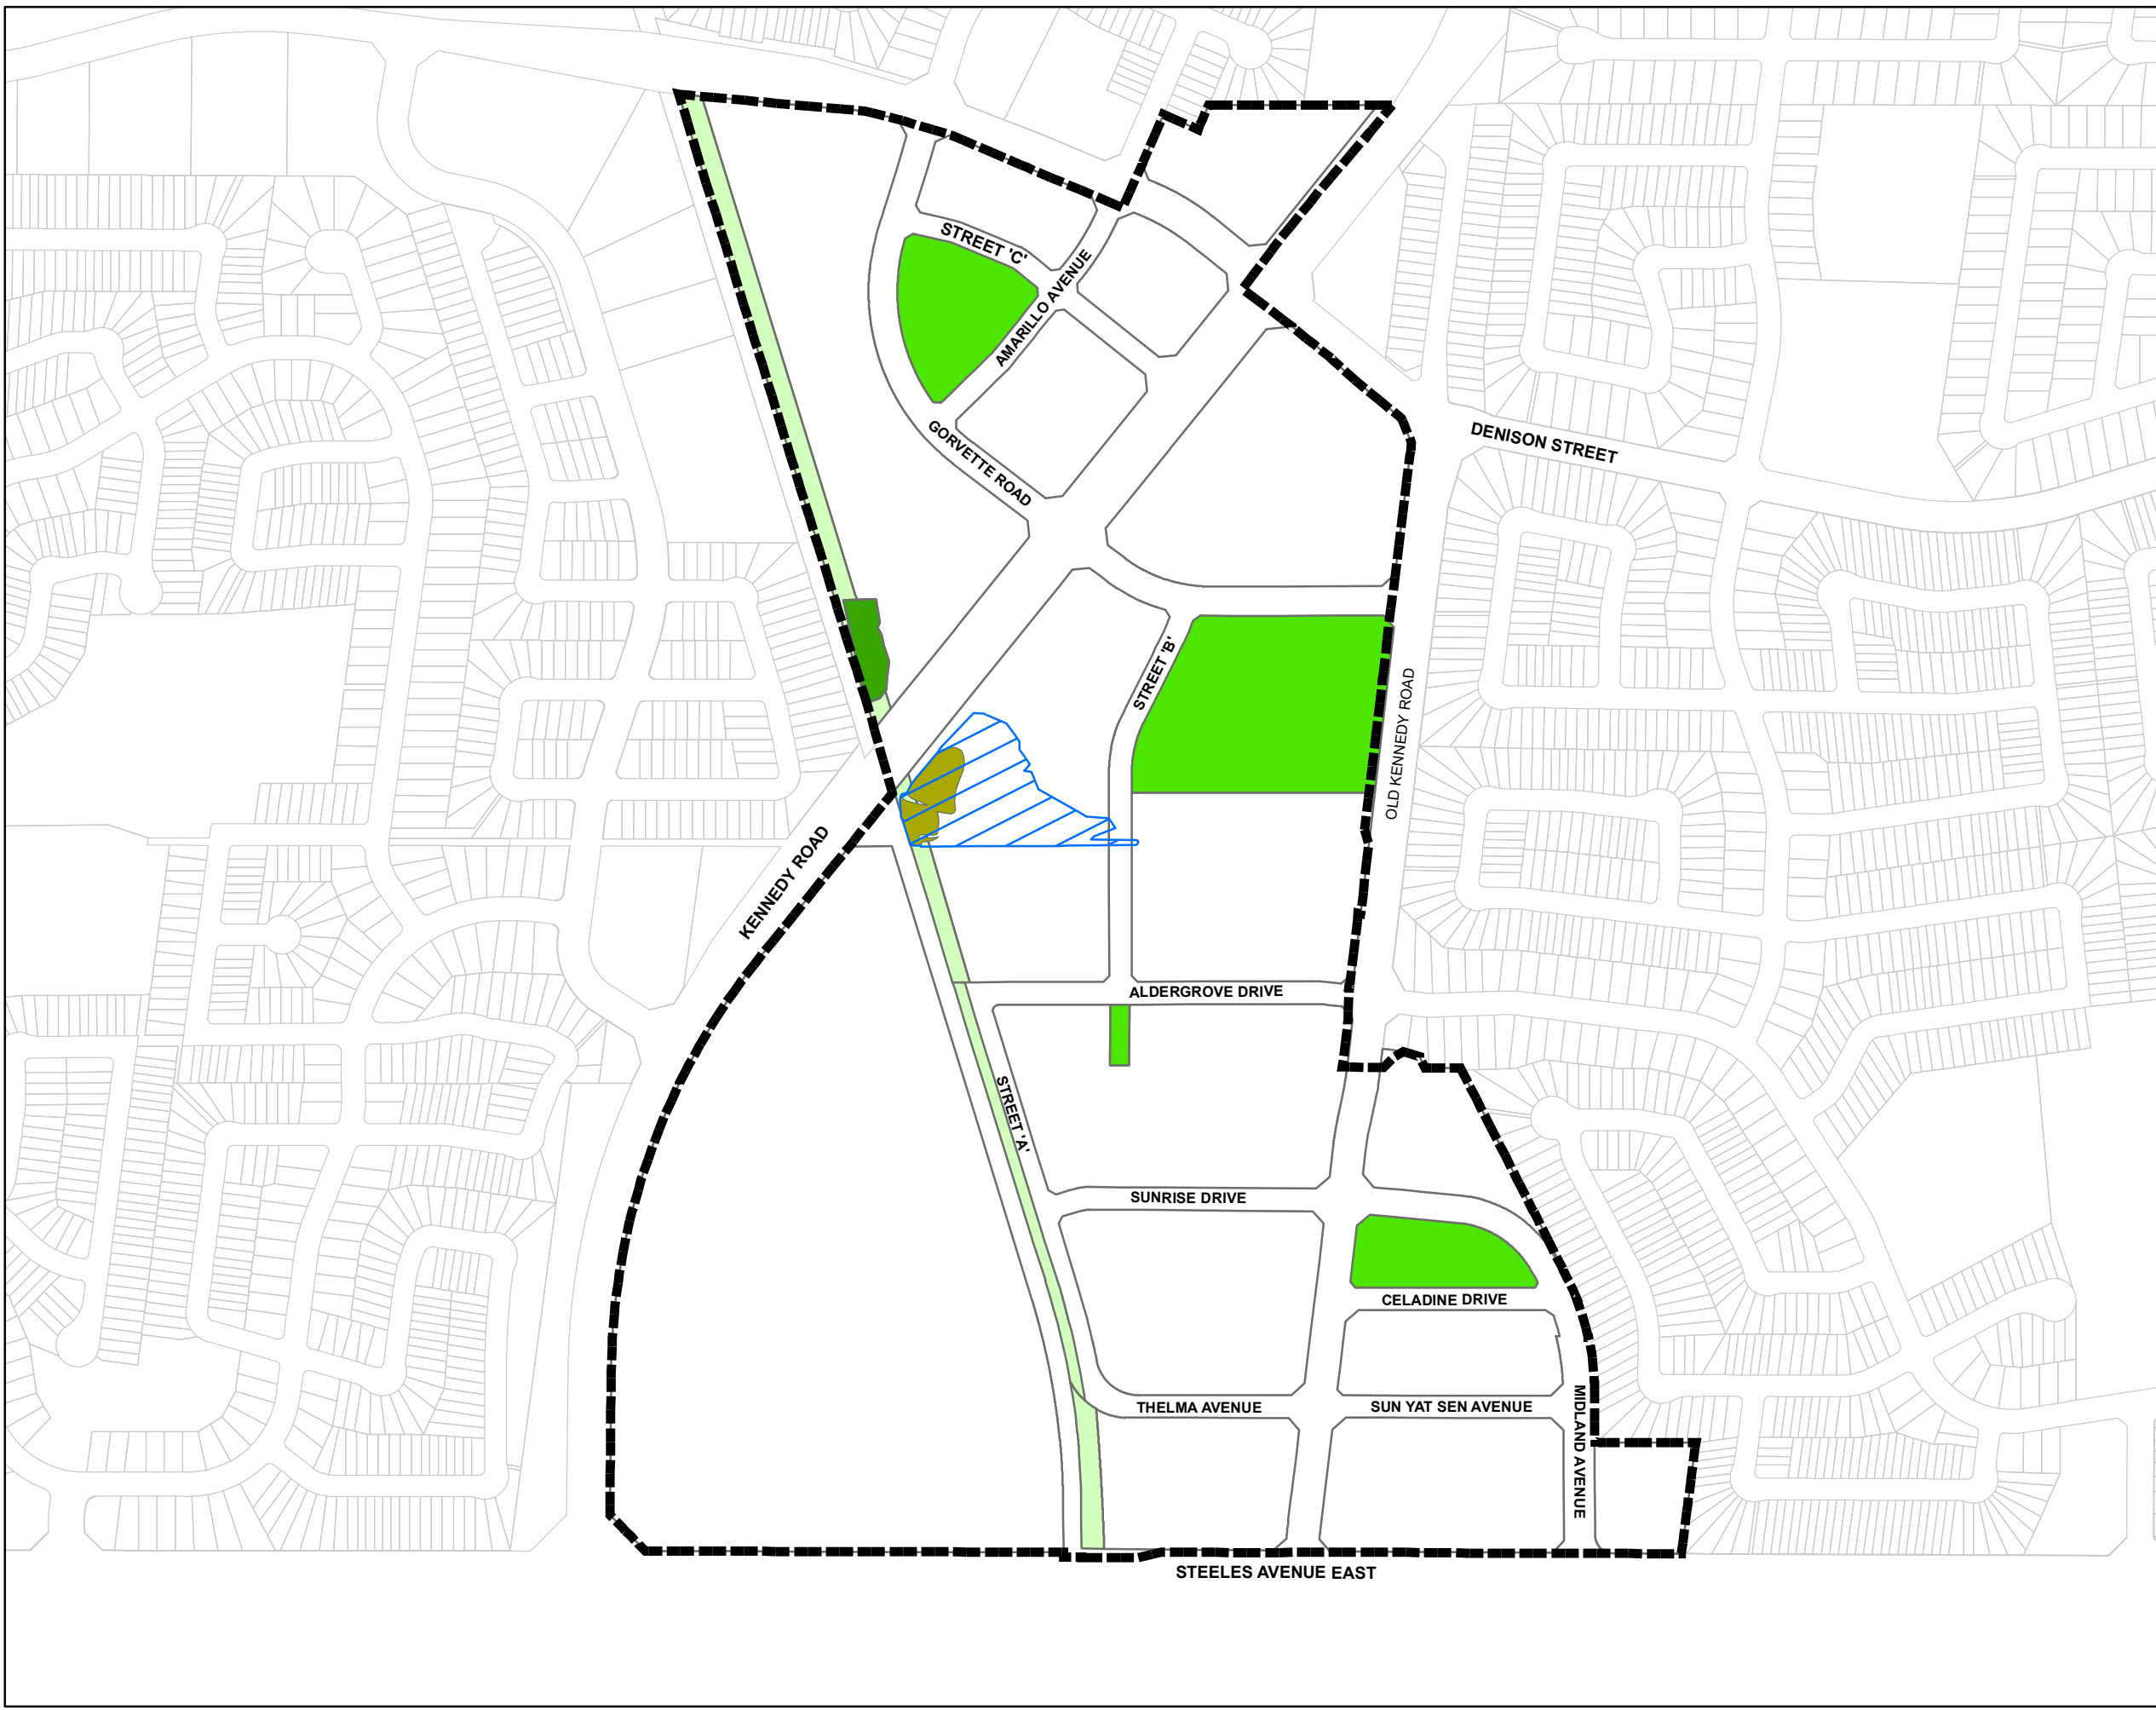 STREET 'C'
AMARILLO AVENUE
GORVETTE ROAD
DENISON STREET
STREET 'B'
OLD KENNEDY ROAD
KENNEDY ROAD
ALDERGROVE DRIVE
STREET 'A'
SUNRISE DRIVE
CELADINE DRIVE
THELMA AVENUE
SUN YAT SEN AVENUE
MIDLAND AVENUE
STEELES AVENUE EAST